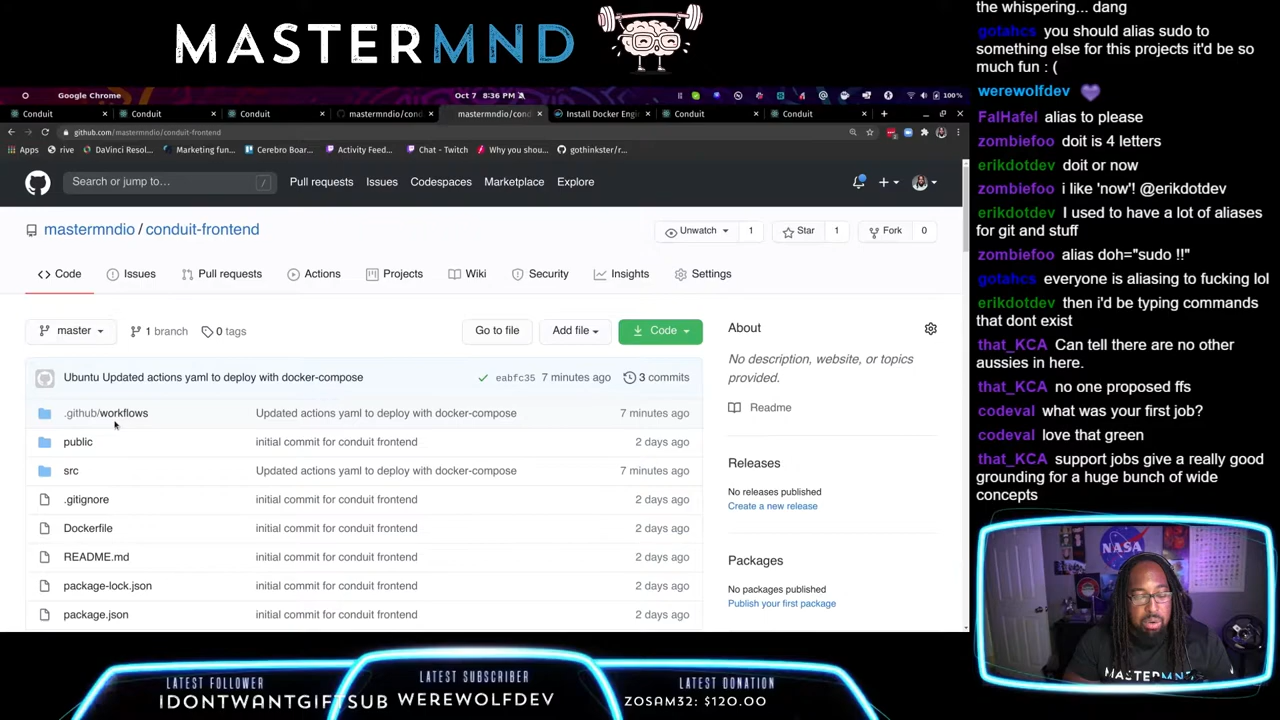 MASTERMND
Google Chrome
Oct 7 8:36 PM
100%
Conduit
Conduit
Conduit
mastermndio/cond
mastermndio/cond
Install Docker Engi
Conduit
Conduit
github.com/mastermndio/conduit-frontend
Apps
rive
DaVinci Resol...
Marketing fun...
Cerebro Boar...
Activity Feed...
Chat - Twitch
Why you shou...
gothinkster/r...
Search or jump to...
/
Pull requests
Issues
Codespaces
Marketplace
Explore
mastermndio / conduit-frontend
Unwatch
1
Star
1
Fork
0
Code
Issues
Pull requests
Actions
Projects
Wiki
Security
Insights
Settings
master
1 branch
0 tags
Go to file
Add file
Code
Ubuntu Updated actions yaml to deploy with docker-compose
eabfc35
7 minutes ago
3 commits
.github/workflows
Updated actions yaml to deploy with docker-compose
7 minutes ago
public
initial commit for conduit frontend
2 days ago
src
Updated actions yaml to deploy with docker-compose
7 minutes ago
.gitignore
initial commit for conduit frontend
2 days ago
Dockerfile
initial commit for conduit frontend
2 days ago
README.md
initial commit for conduit frontend
2 days ago
package-lock.json
initial commit for conduit frontend
2 days ago
package.json
initial commit for conduit frontend
2 days ago
About
No description, website, or topics
provided.
Readme
Releases
No releases published
Create a new release
Packages
No packages published
Publish your first package
the whispering... dang
gotahcs you should alias sudo to
something else for this projects it'd be so
much fun : (
werewolfdev
FalHafel alias to please
zombiefoo doit is 4 letters
erikdotdev doit or now
zombiefoo i like 'now'! @erikdotdev
erikdotdev I used to have a lot of aliases
for git and stuff
zombiefoo alias doh="sudo !!"
gotahcs everyone is aliasing to fucking lol
erikdotdev then i'd be typing commands
that dont exist
that_KCA Can tell there are no other
aussies in here.
that_KCA no one proposed ffs
codeval what was your first job?
codeval love that green
that_KCA support jobs give a really good
grounding for a huge bunch of wide
concepts
NASA
MASTERMND
LATEST FOLLOWER
IDONTWANTGIFTSUB
LATEST SUBSCRIBER
WEREWOLFDEV
LATEST DONATION
ZOSAM32: $120.00